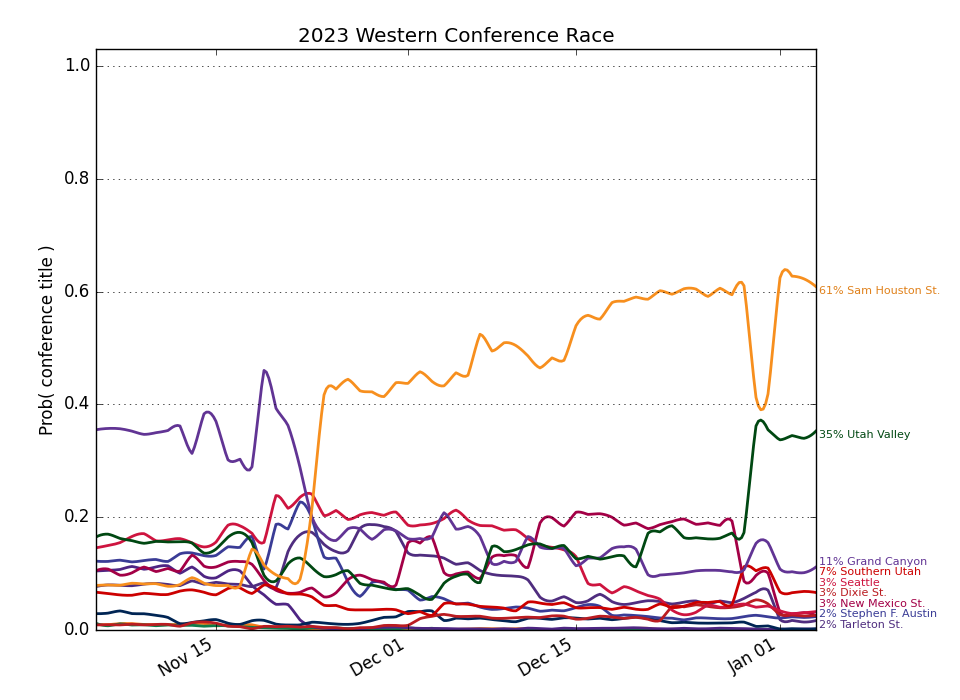 2023 Western Conference Race
Prob( conference title )
1.0
0.8
0.6
0.4
0.2
0.0
Nov 15
Dec 01
Dec 15
Jan 01
61% Sam Houston St.
35% Utah Valley
11% Grand Canyon
7% Southern Utah
3% Seattle
3% Dixie St.
3% New Mexico St.
2% Stephen F. Austin
2% Tarleton St.